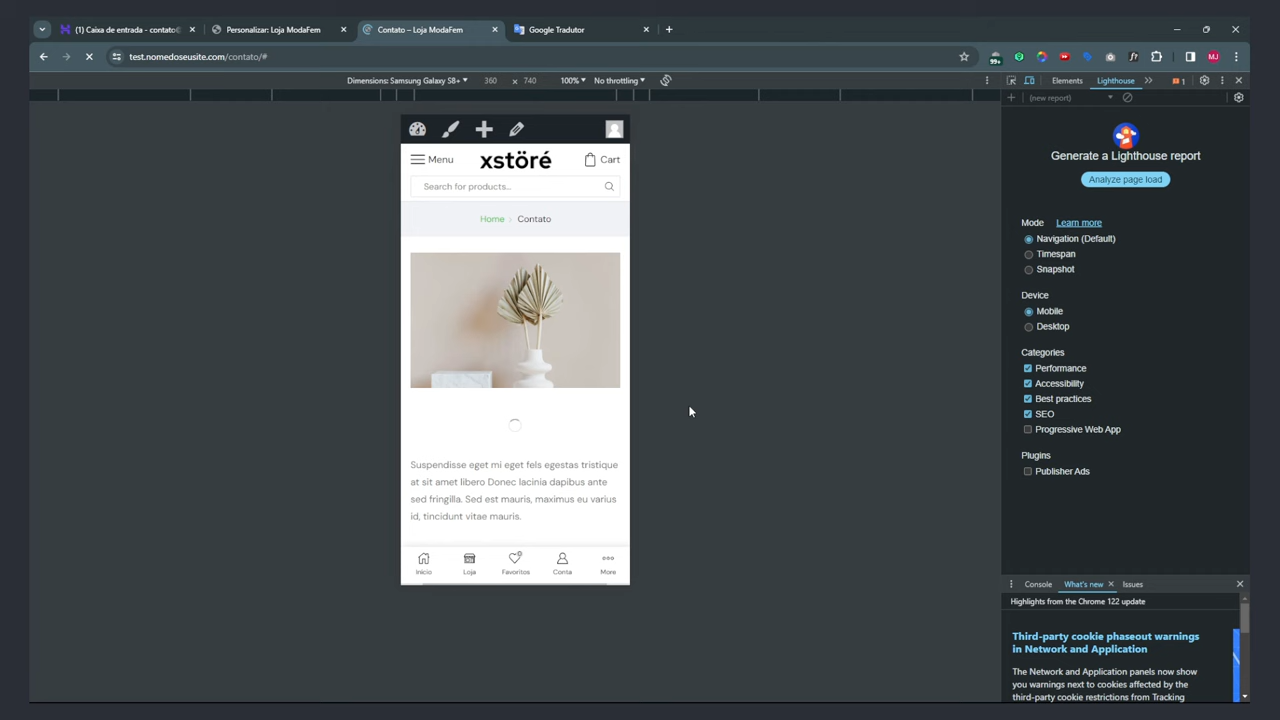 (1) Caixa de entrada - contato@
Personalizar: Loja ModaFem
Contato – Loja ModaFem
Google Tradutor
test.nomedoseusite.com/contato/#
99+
MJ
Dimensions: Samsung Galaxy S8+
360 × 740
100%
No throttling
Elements
Lighthouse
1
(new report)
Menu
xstöré
Cart
Search for products...
Home › Contato
Suspendisse eget mi eget fels egestas tristique
at sit amet libero Donec lacinia dapibus ante
sed fringilla. Sed est mauris, maximus eu varius
id, tincidunt vitae mauris.
Início
Loja
Favoritos
0
Conta
More
Generate a Lighthouse report
Analyze page load
Mode Learn more
Navigation (Default)
Timespan
Snapshot
Device
Mobile
Desktop
Categories
Performance
Accessibility
Best practices
SEO
Progressive Web App
Plugins
Publisher Ads
Console
What's new
Issues
Highlights from the Chrome 122 update
Third-party cookie phaseout warnings
in Network and Application
The Network and Application panels now show
you warnings next to cookies affected by the
third-party cookie restrictions from Tracking